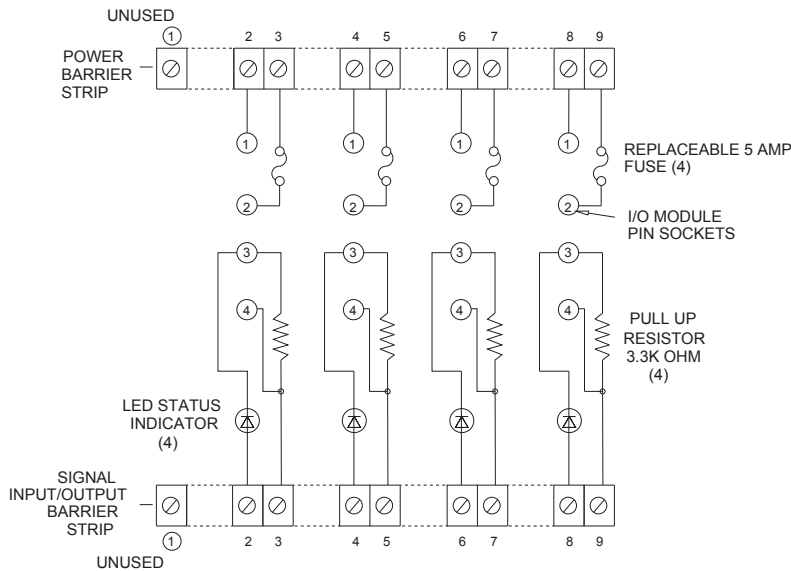 UNUSED
1 2 3 4 5 6 7 8 9
POWER
BARRIER
STRIP
1 1 1 1
REPLACEABLE 5 AMP
FUSE (4)
2 2 2 2
I/O MODULE
PIN SOCKETS
3 3 3 3
4 4 4 4
PULL UP
RESISTOR
3.3K OHM
(4)
LED STATUS
INDICATOR
(4)
SIGNAL
INPUT/OUTPUT
BARRIER
STRIP
1 2 3 4 5 6 7 8 9
UNUSED